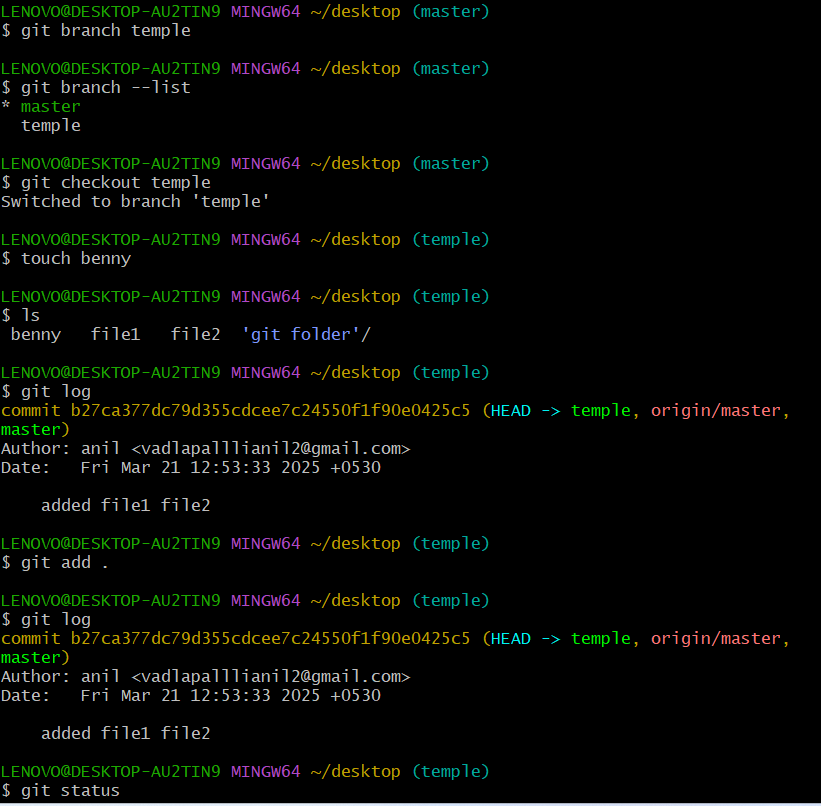 LENOVO@DESKTOP-AU2TIN9 MINGW64 ~/desktop (master)
$ git branch temple
LENOVO@DESKTOP-AU2TIN9 MINGW64 ~/desktop (master)
$ git branch --list
* master
  temple
LENOVO@DESKTOP-AU2TIN9 MINGW64 ~/desktop (master)
$ git checkout temple
Switched to branch 'temple'
LENOVO@DESKTOP-AU2TIN9 MINGW64 ~/desktop (temple)
$ touch benny
LENOVO@DESKTOP-AU2TIN9 MINGW64 ~/desktop (temple)
$ ls
 benny   file1   file2  'git folder'/
LENOVO@DESKTOP-AU2TIN9 MINGW64 ~/desktop (temple)
$ git log
commit b27ca377dc79d355cdcee7c24550f1f90e0425c5 (HEAD -> temple, origin/master,
master)
Author: anil <vadlapalllianil2@gmail.com>
Date:   Fri Mar 21 12:53:33 2025 +0530
    added file1 file2
LENOVO@DESKTOP-AU2TIN9 MINGW64 ~/desktop (temple)
$ git add .
LENOVO@DESKTOP-AU2TIN9 MINGW64 ~/desktop (temple)
$ git log
commit b27ca377dc79d355cdcee7c24550f1f90e0425c5 (HEAD -> temple, origin/master,
master)
Author: anil <vadlapalllianil2@gmail.com>
Date:   Fri Mar 21 12:53:33 2025 +0530
    added file1 file2
LENOVO@DESKTOP-AU2TIN9 MINGW64 ~/desktop (temple)
$ git status